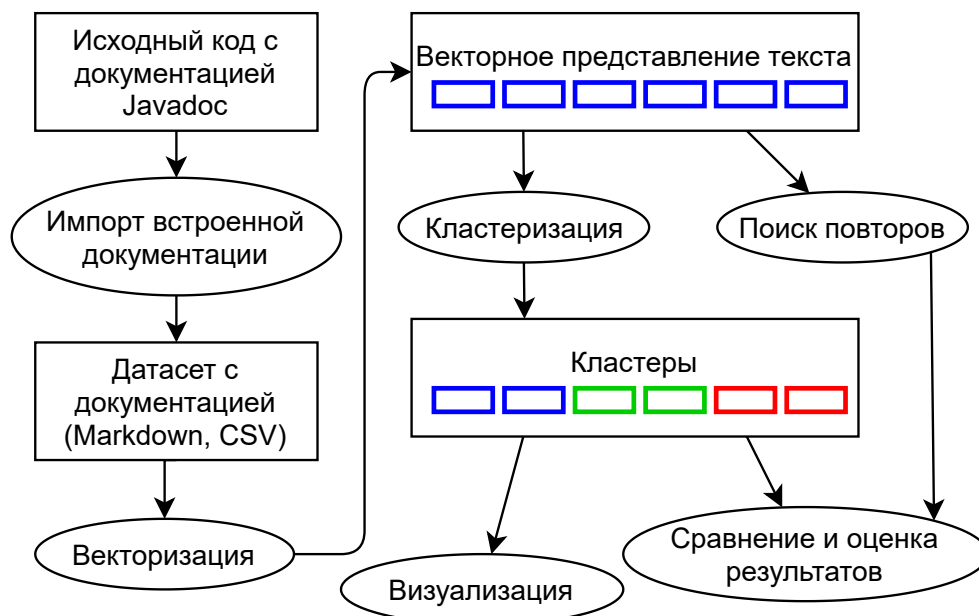 Исходный код с
документацией
Javadoc
Импорт встроенной
документации
Датасет с
документацией
(Markdown, CSV)
Векторизация
Векторное представление текста
Кластеризация
Поиск повторов
Кластеры
Визуализация
Сравнение и оценка
результатов